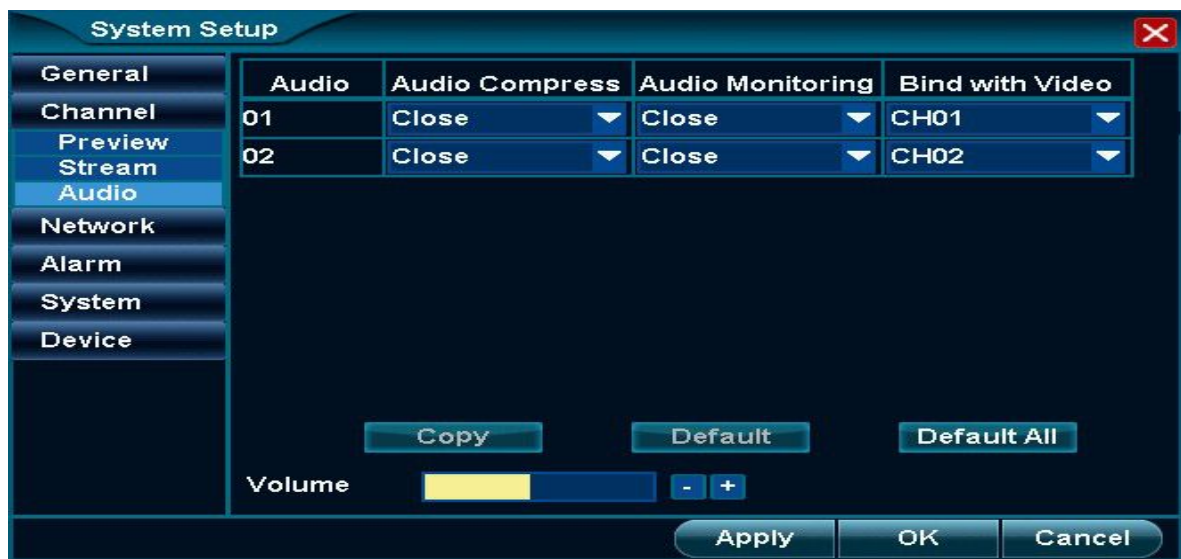 System Setup
General
Channel
Preview
Stream
Audio
Network
Alarm
System
Device
Audio Audio Compress Audio Monitoring Bind with Video
01 Close Close CH01
02 Close Close CH02
Copy Default Default All
Volume - +
Apply OK Cancel